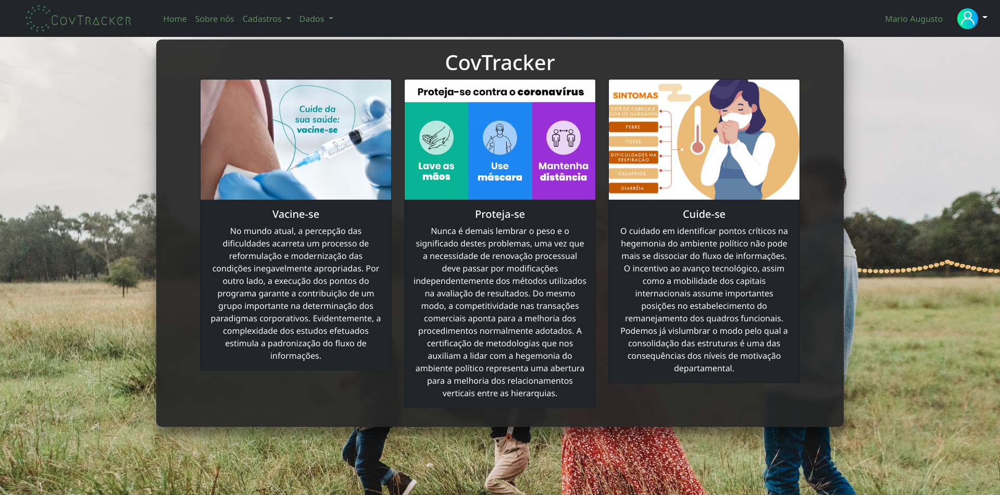 CovTracker
Home Sobre nós Cadastros Dados
Mario Augusto
CovTracker
Cuide da
sua saúde:
vacine-se
Vacine-se
No mundo atual, a percepção das
dificuldades acarreta um processo de
reformulação e modernização das
condições inegavelmente apropriadas. Por
outro lado, a execução dos pontos do
programa garante a contribuição de um
grupo importante na determinação dos
paradigmas corporativos. Evidentemente, a
complexidade dos estudos efetuados
estimula a padronização do fluxo de
informações.
Proteja-se contra o coronavírus
Lave as
mãos
Use
máscara
Mantenha
distância
Proteja-se
Nunca é demais lembrar o peso e o
significado destes problemas, uma vez que
a necessidade de renovação processual
deve passar por modificações
independentemente dos métodos utilizados
na avaliação de resultados. Do mesmo
modo, a competitividade nas transações
comerciais aponta para a melhoria dos
procedimentos normalmente adotados. A
certificação de metodologias que nos
auxiliam a lidar com a hegemonia do
ambiente político representa uma abertura
para a melhoria dos relacionamentos
verticais entre as hierarquias.
SINTOMAS
DOR DE CABEÇA E
DOR DE GARGANTA
FEBRE
TOSSE
DIFICULDADES NA
RESPIRAÇÃO
CALAFRIOS
DIARRÉIA
Cuide-se
O cuidado em identificar pontos críticos na
hegemonia do ambiente político não pode
mais se dissociar do fluxo de informações.
O incentivo ao avanço tecnológico, assim
como a mobilidade dos capitais
internacionais assume importantes
posições no estabelecimento do
remanejamento dos quadros funcionais.
Podemos já vislumbrar o modo pelo qual a
consolidação das estruturas é uma das
consequências dos níveis de motivação
departamental.